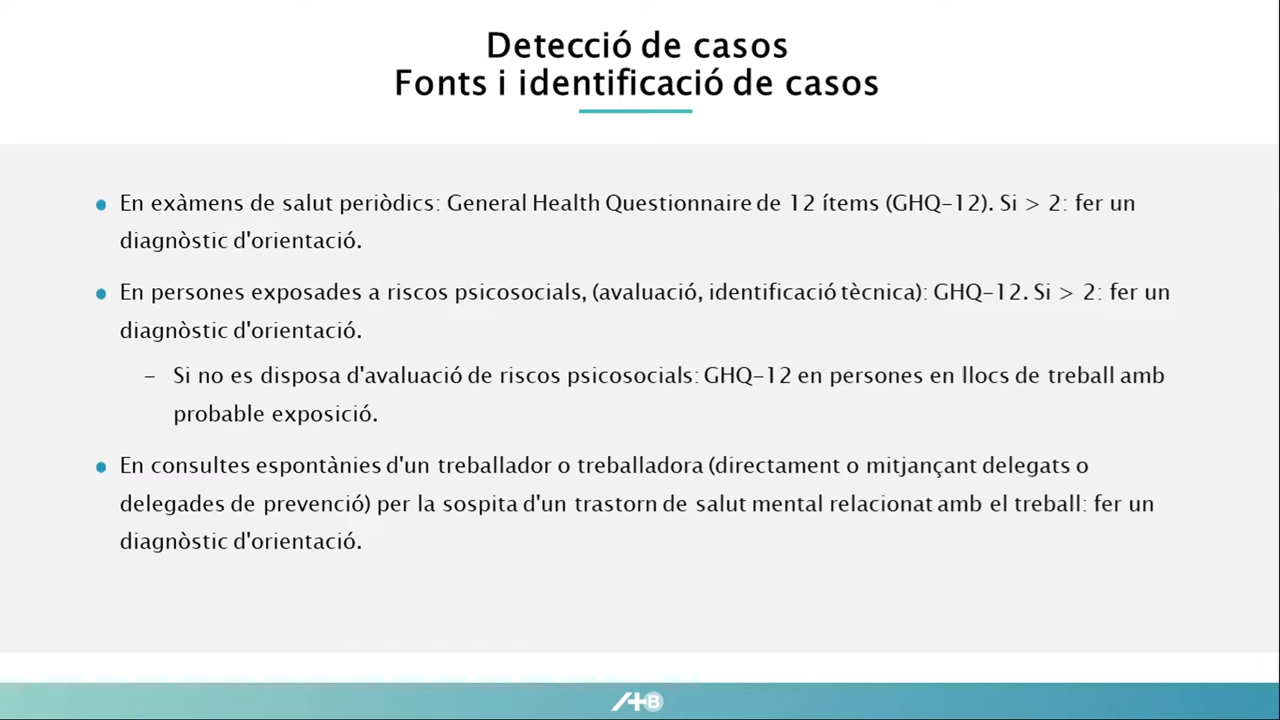 Detecció de casos
Fonts i identificació de casos
• En exàmens de salut periòdics: General Health Questionnaire de 12 ítems (GHQ-12). Si > 2: fer un
diagnòstic d'orientació.
• En persones exposades a riscos psicosocials, (avaluació, identificació tècnica): GHQ-12. Si > 2: fer un
diagnòstic d'orientació.
– Si no es disposa d'avaluació de riscos psicosocials: GHQ-12 en persones en llocs de treball amb
probable exposició.
• En consultes espontànies d'un treballador o treballadora (directament o mitjançant delegats o
delegades de prevenció) per la sospita d'un trastorn de salut mental relacionat amb el treball: fer un
diagnòstic d'orientació.